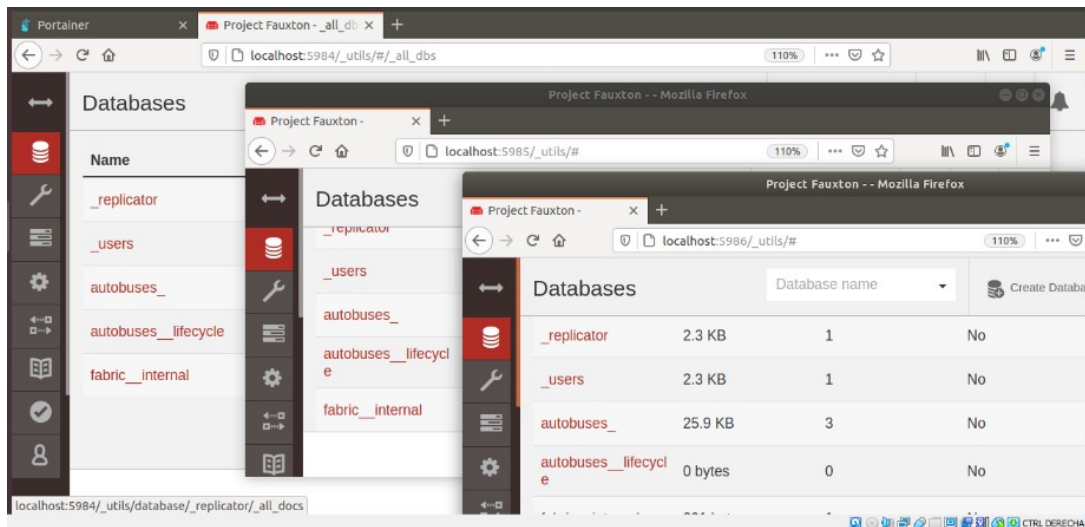 Portainer
Project Fauxton - _all_db
localhost:5984/_utils/#/_all_dbs
110%
Databases
Name
_replicator
_users
autobuses_
autobuses__lifecycle
fabric__internal
localhost:5984/_utils/database/_replicator/_all_docs
Project Fauxton - - Mozilla Firefox
Project Fauxton -
localhost:5985/_utils/#
110%
Databases
_replicator
_users
autobuses_
autobuses__lifecycl
e
fabric__internal
Project Fauxton - - Mozilla Firefox
Project Fauxton -
localhost:5986/_utils/#
110%
Databases
Database name
Create Databa
_replicator 2.3 KB 1 No
_users 2.3 KB 1 No
autobuses_ 25.9 KB 3 No
autobuses__lifecycl
e 0 bytes 0 No
CTRL DERECHA